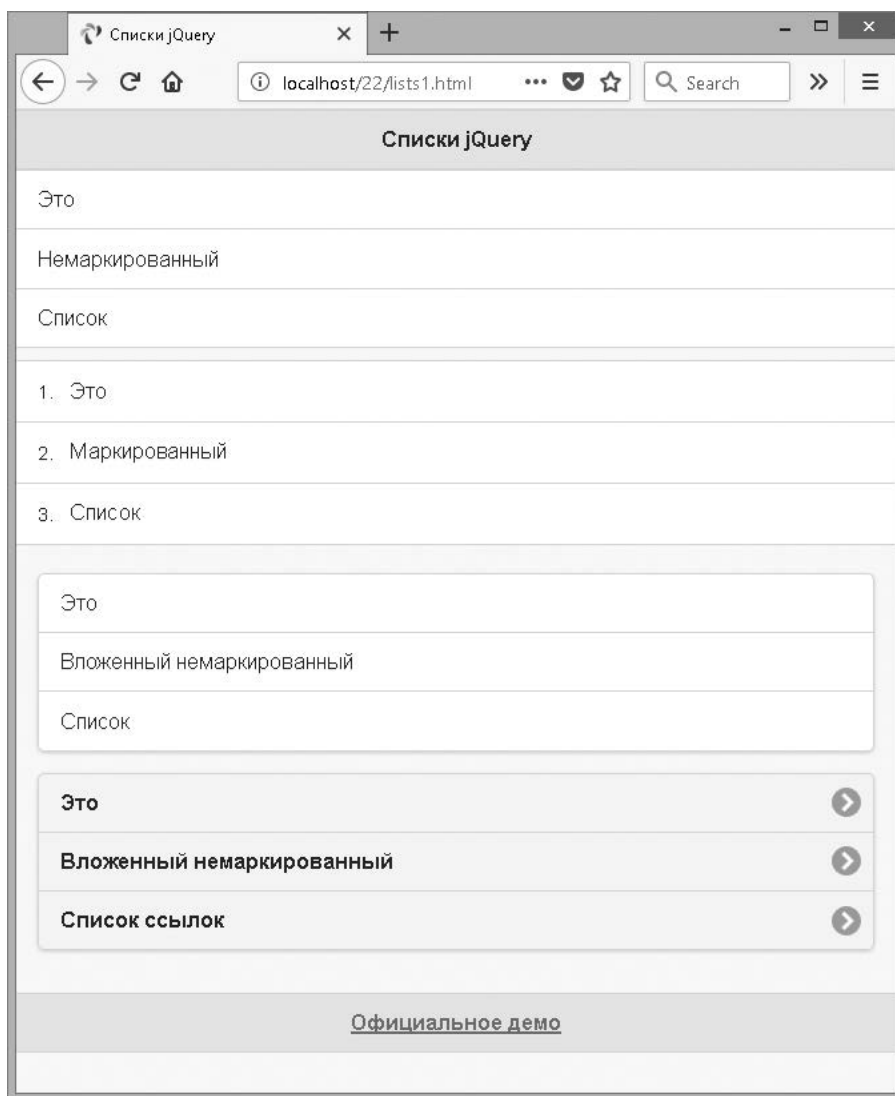 Списки jQuery
localhost/22/lists1.html
Search
Списки jQuery
Это
Немаркированный
Список
1. Это
2. Маркированный
3. Список
Это
Вложенный немаркированный
Список
Это
Вложенный немаркированный
Список ссылок
Официальное демо